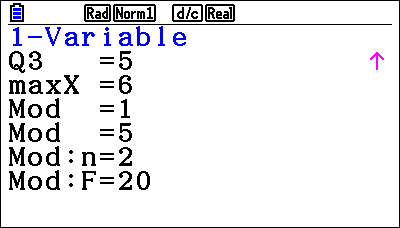 Rad Norm1 d/c Real
1-Variable
Q3 =5
maxX =6
Mod =1
Mod =5
Mod:n=2
Mod:F=20